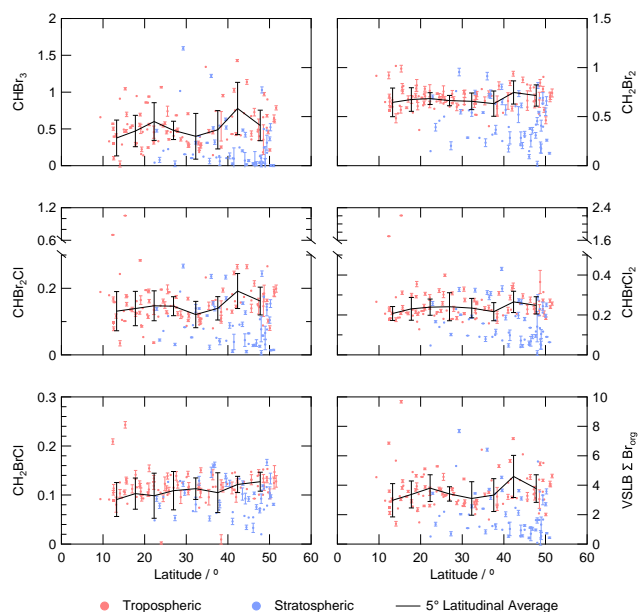 2
1.5
1
0.5
0
CHBr3
1.5
1
0.5
0
CH2Br2
1.2
0.6
0.2
0
CHBr2Cl
2.4
1.6
0.4
0.2
0
CHBrCl2
0.3
0.2
0.1
0
CH2BrCl
10
8
6
4
2
0
VSLB Σ Brorg
0 10 20 30 40 50 60
0 10 20 30 40 50 60
Latitude / º
Latitude / º
Tropospheric
Stratospheric
5° Latitudinal Average